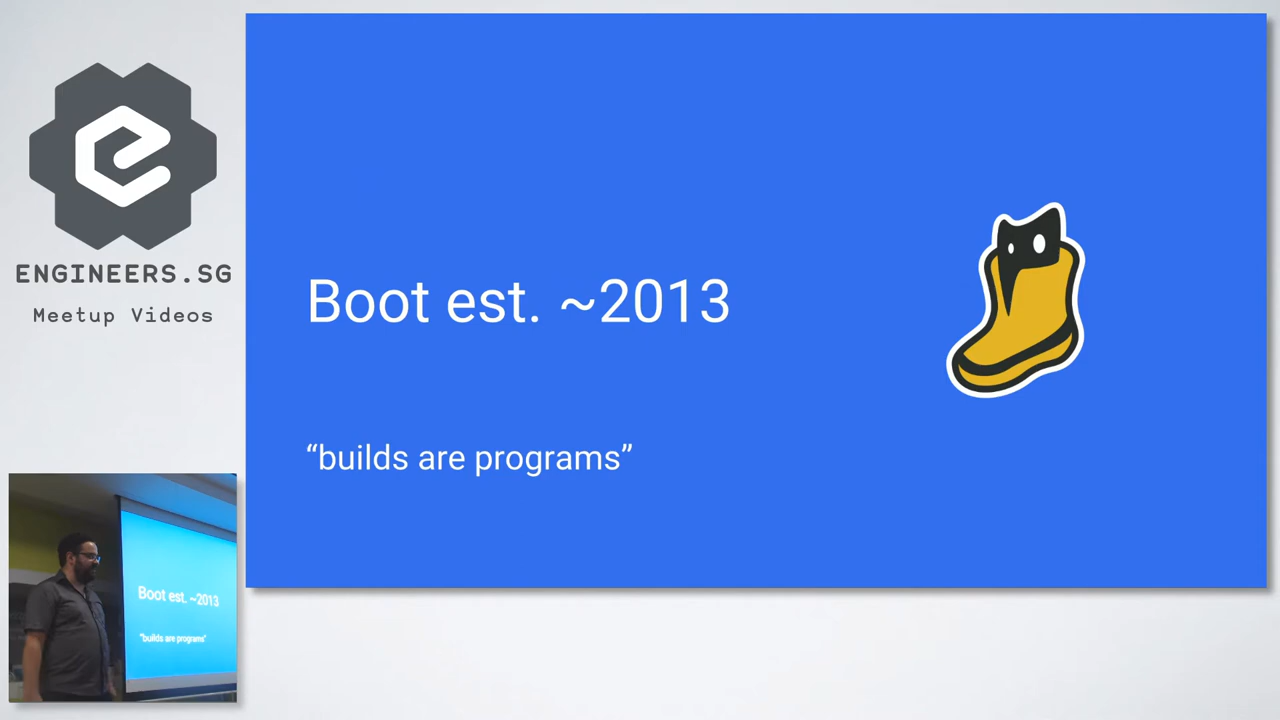 ENGINEERS.SG
Meetup Videos
Boot est. ~2013
“builds are programs”
Boot est. ~2013
"builds are programs"